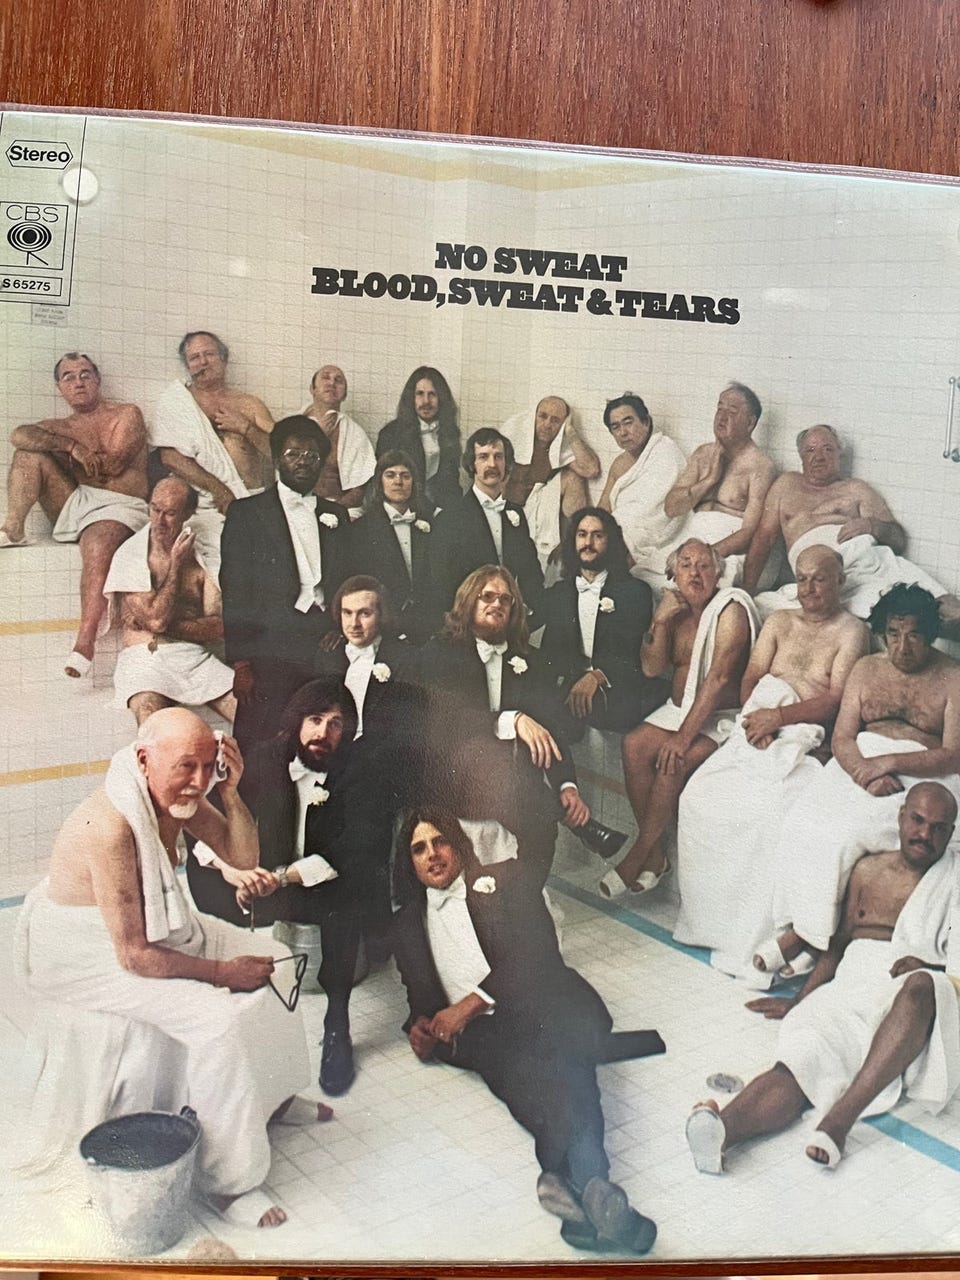 Stereo
CBS
S 65275
NO SWEAT
BLOOD, SWEAT & TEARS